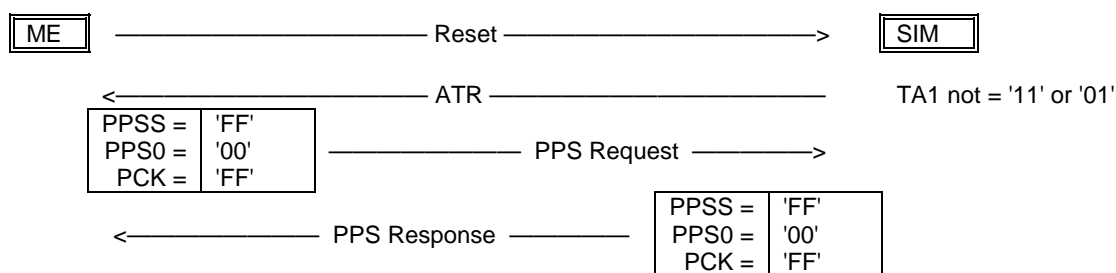 ME Reset SIM
ATR TA1 not = '11' or '01'
PPSS = 'FF'
PPS0 = '00' PPS Request
PCK = 'FF'
PPSS = 'FF'
PPS Response PPS0 = '00'
PCK = 'FF'